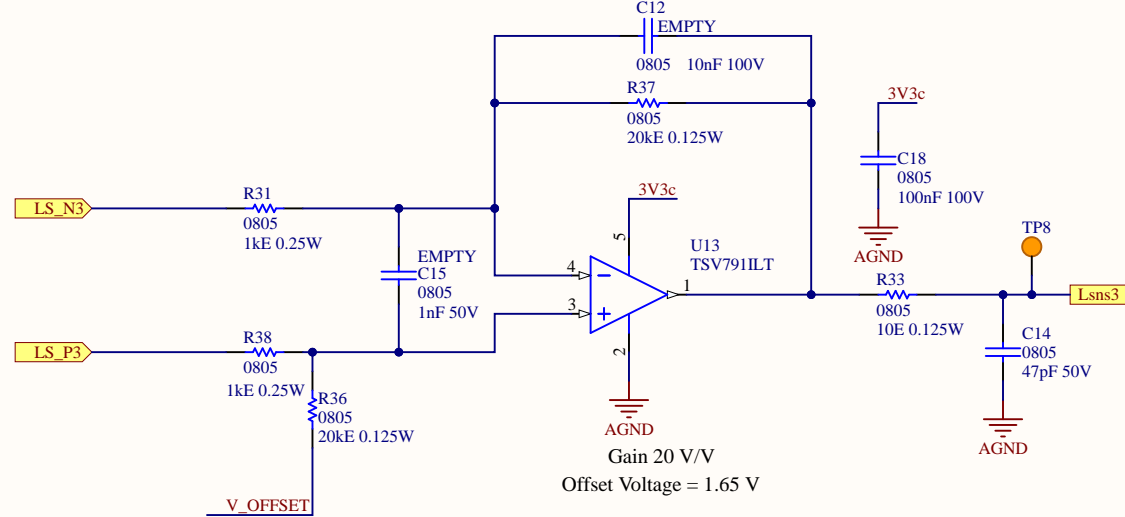 C12
EMPTY
0805 10nF 100V
R37
0805
20kE 0.125W
3V3c
C18
0805
100nF 100V
AGND
R31
LS_N3
0805
1kE 0.25W
3V3c
5
U13
TSV791ILT
EMPTY
C15
0805
1nF 50V
4
3
1
2
TP8
R33
0805
10E 0.125W
Lsns3
C14
0805
47pF 50V
AGND
R38
LS_P3
0805
1kE 0.25W
R36
0805
20kE 0.125W
AGND
Gain 20 V/V
Offset Voltage = 1.65 V
V_OFFSET